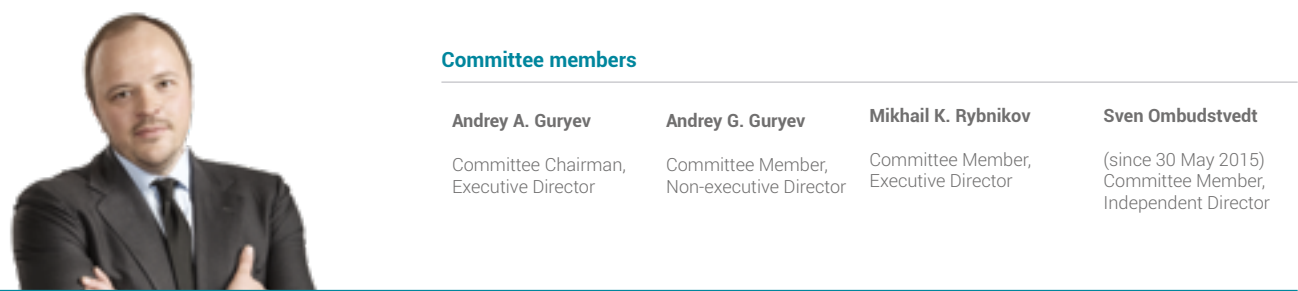 Committee members
Andrey A. Guryev
Committee Chairman,
Executive Director
Andrey G. Guryev
Committee Member,
Non-executive Director
Mikhail K. Rybnikov
Committee Member,
Executive Director
Sven Ombudstvedt
(since 30 May 2015)
Committee Member,
Independent Director